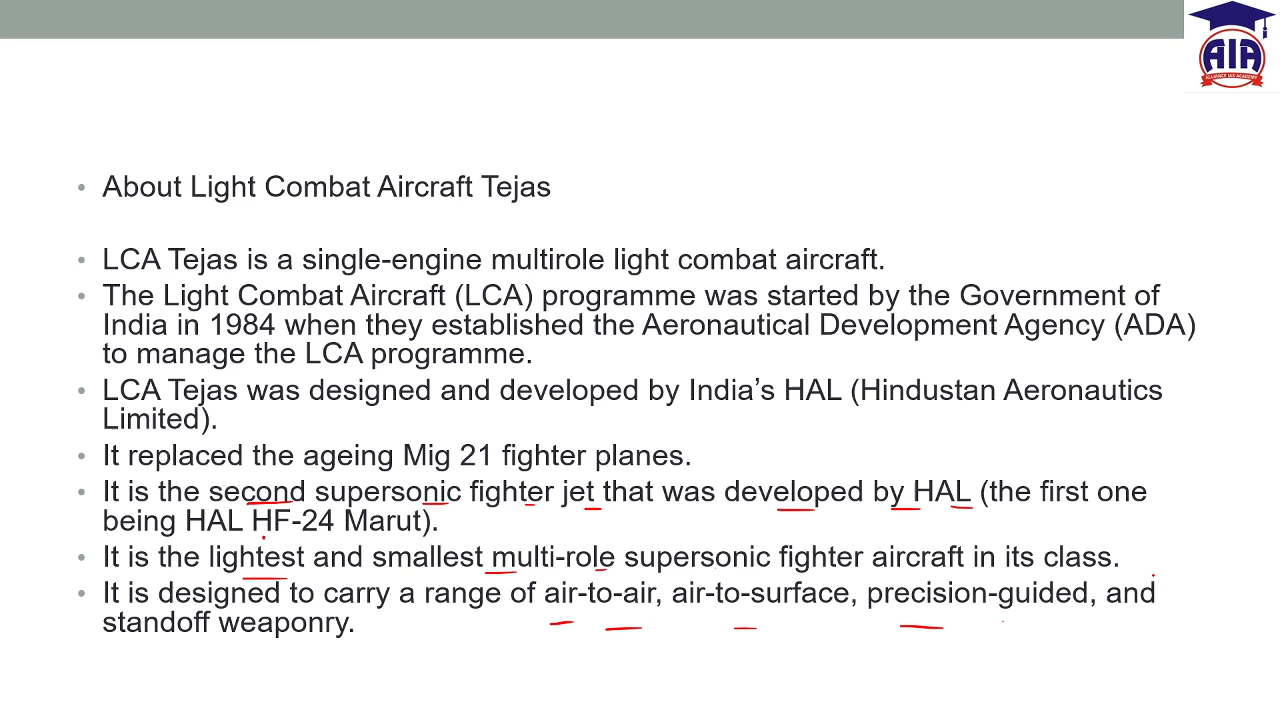 AIA
ALLIANCE IAS ACADEMY
• About Light Combat Aircraft Tejas
• LCA Tejas is a single-engine multirole light combat aircraft.
• The Light Combat Aircraft (LCA) programme was started by the Government of
India in 1984 when they established the Aeronautical Development Agency (ADA)
to manage the LCA programme.
• LCA Tejas was designed and developed by India’s HAL (Hindustan Aeronautics
Limited).
• It replaced the ageing Mig 21 fighter planes.
• It is the second supersonic fighter jet that was developed by HAL (the first one
being HAL HF-24 Marut).
• It is the lightest and smallest multi-role supersonic fighter aircraft in its class.
• It is designed to carry a range of air-to-air, air-to-surface, precision-guided, and
standoff weaponry.